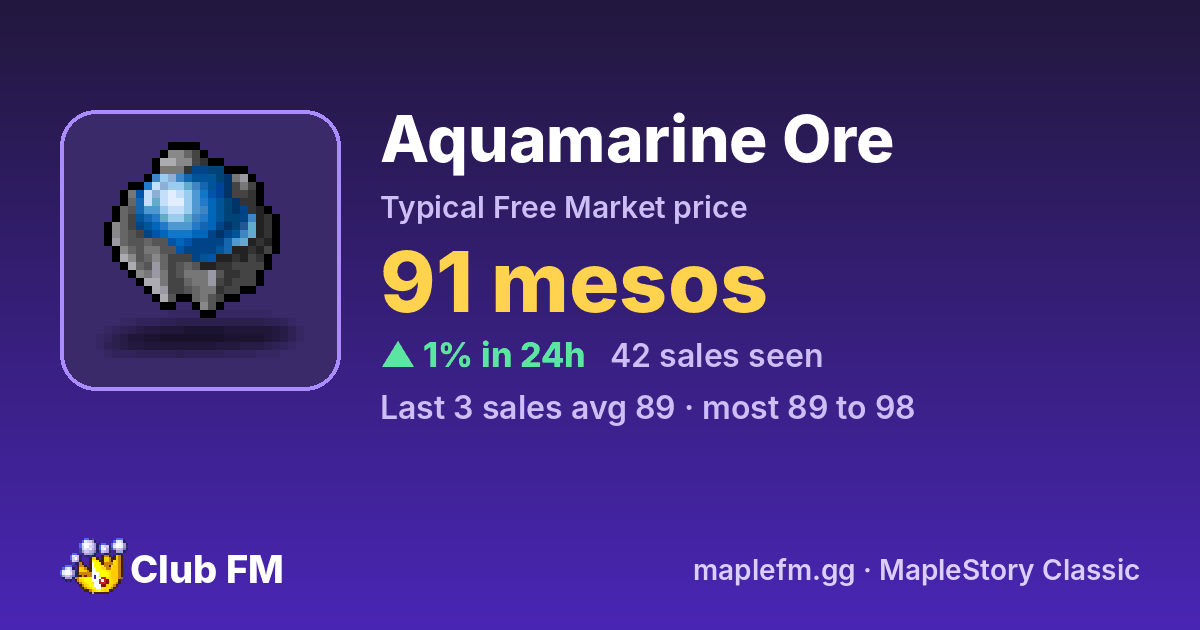 Aquamarine Ore
Typical Free Market price
91 mesos
▲ 1% in 24h 42 sales seen
Last 3 sales avg 89 · most 89 to 98
Club FM
maplefm.gg · MapleStory Classic